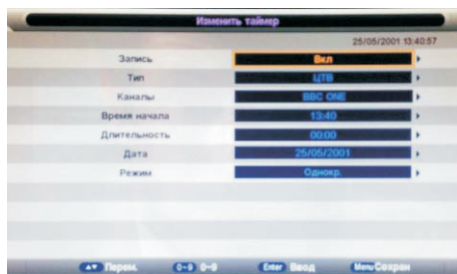 Изменить таймер
25/05/2001 13:40:57
Запись Вкл
Тип ЦТВ
Каналы BBC ONE
Время начала 13:40
Длительность 00:00
Дата 25/05/2001
Режим Однокр.
Перем. 0~9 0~9 Enter Ввод Menu Сохран